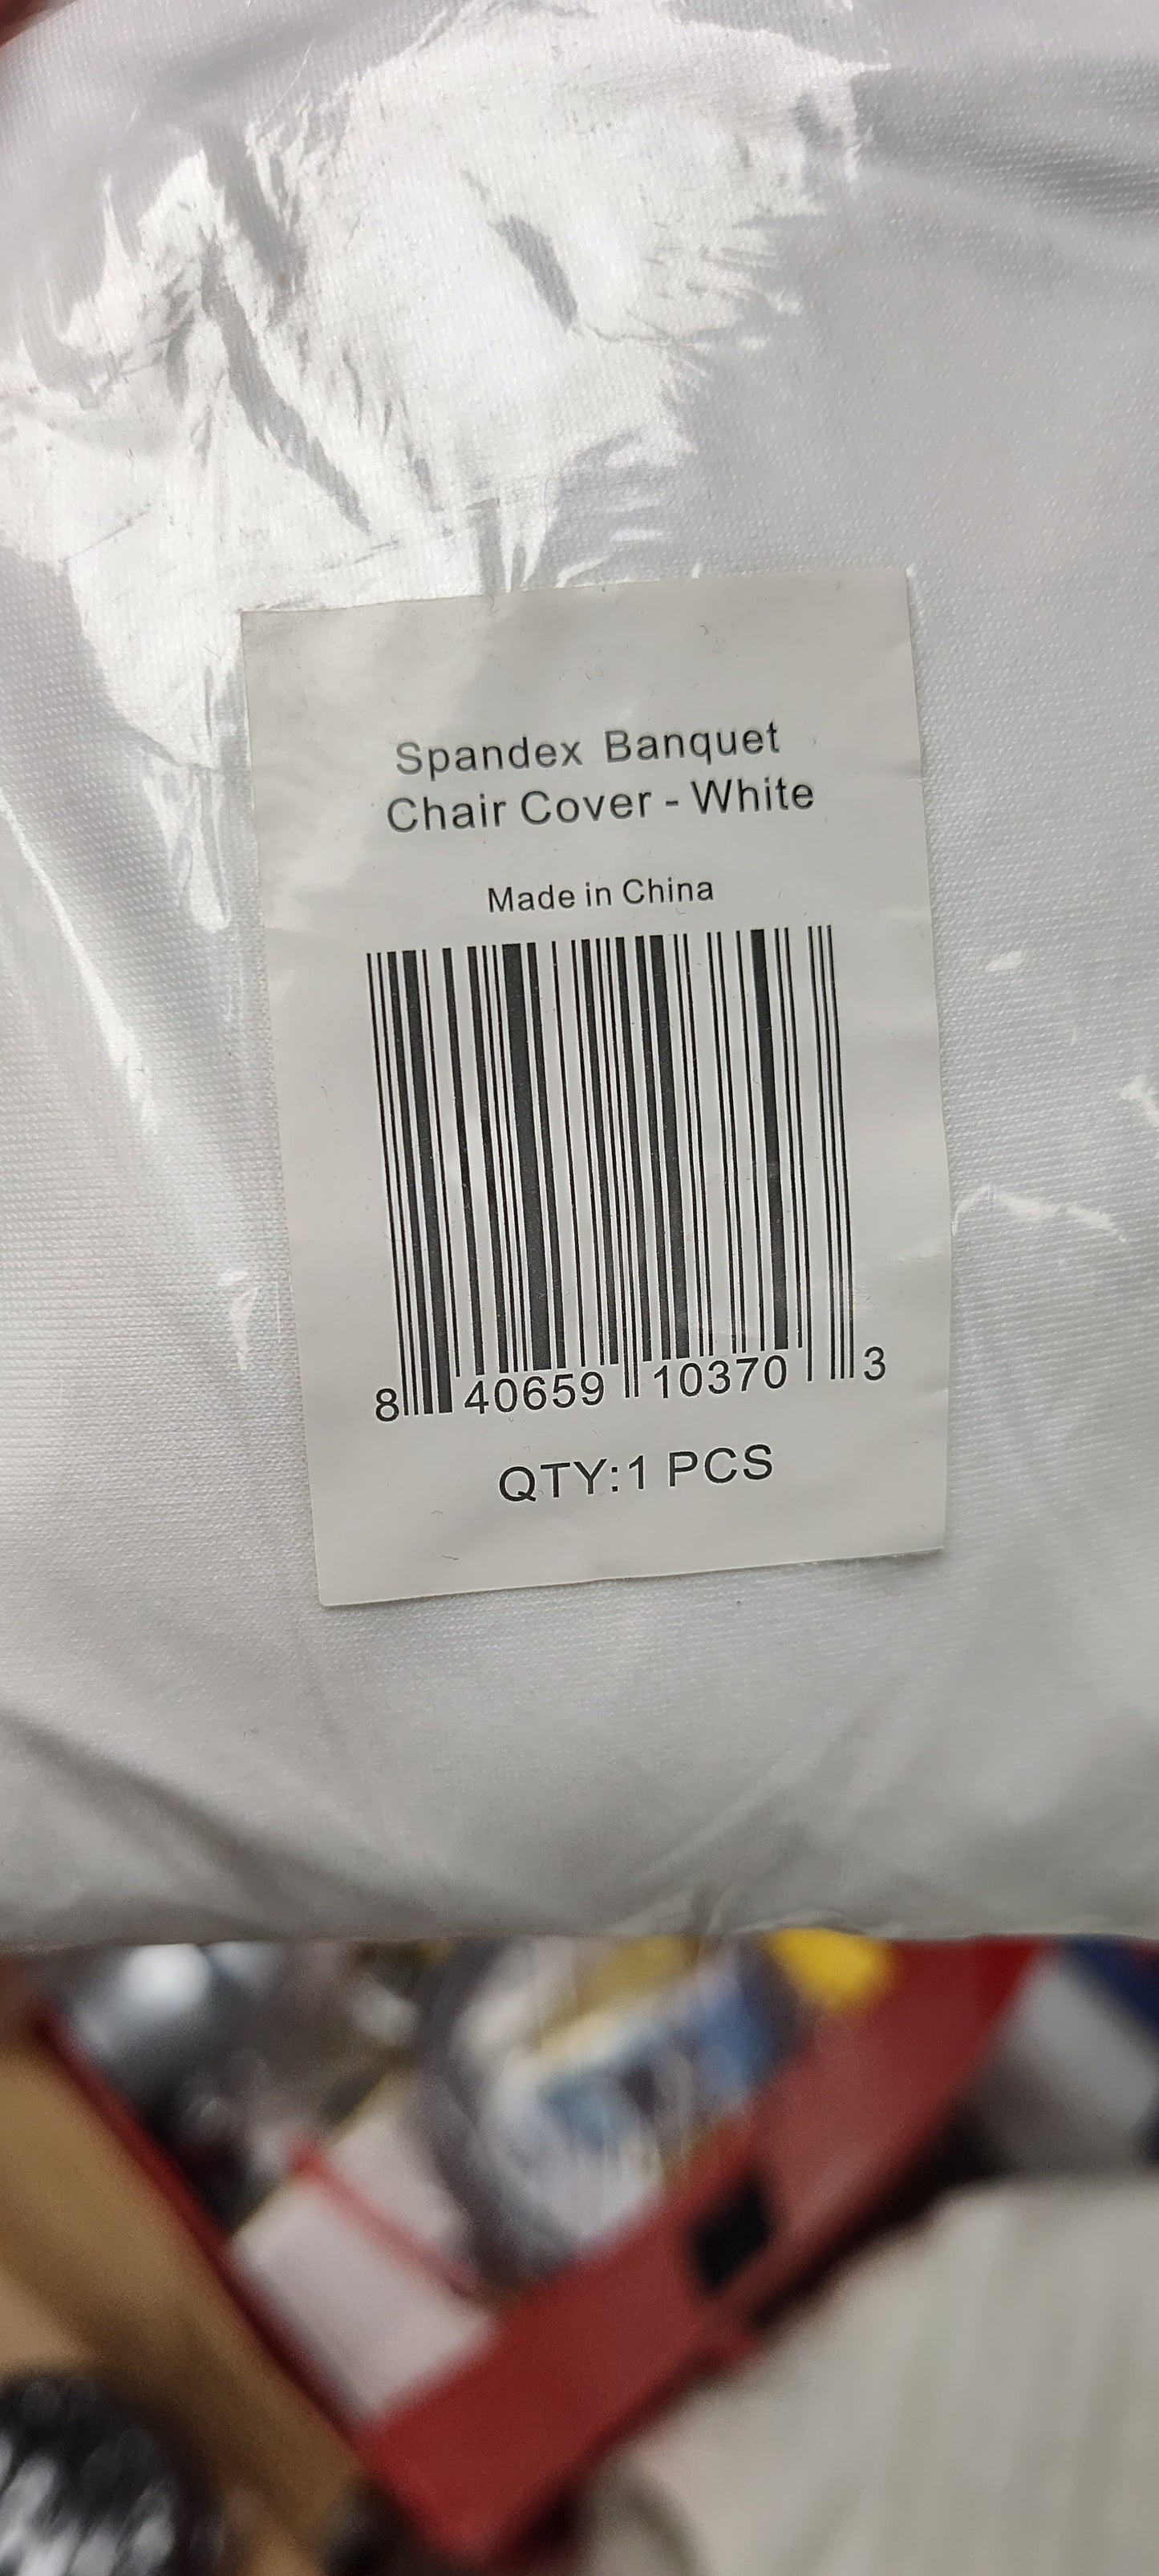 Spandex Banquet
Chair Cover - White
Made in China
8 40659 10370 3
QTY:1 PCS